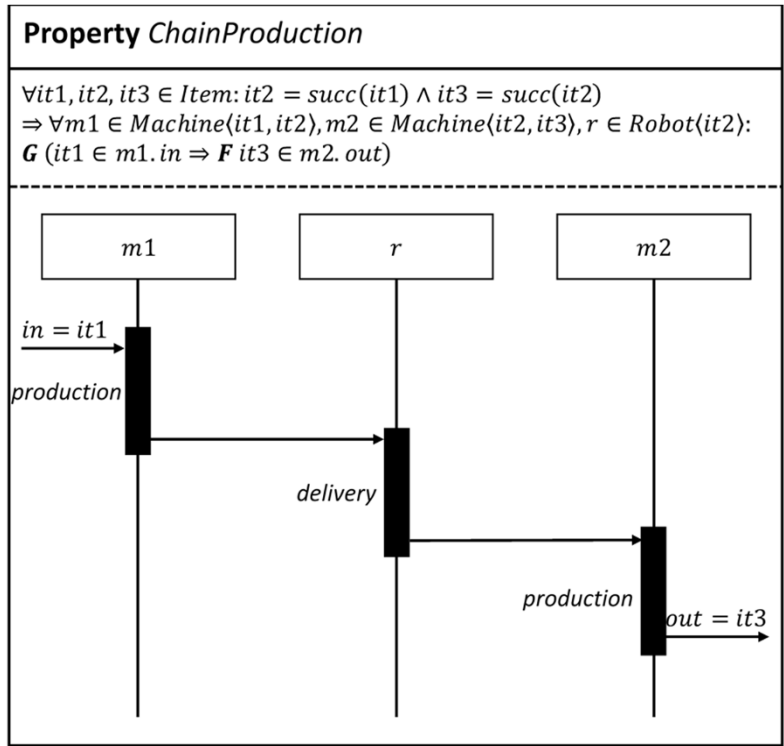 Property ChainProduction
∀it1, it2, it3 ∈ Item: it2 = succ(it1) ∧ it3 = succ(it2)
⇒ ∀m1 ∈ Machine⟨it1, it2⟩, m2 ∈ Machine⟨it2, it3⟩, r ∈ Robot⟨it2⟩:
G (it1 ∈ m1. in ⇒ F it3 ∈ m2. out)
m1
r
m2
in = it1
production
delivery
production
out = it3